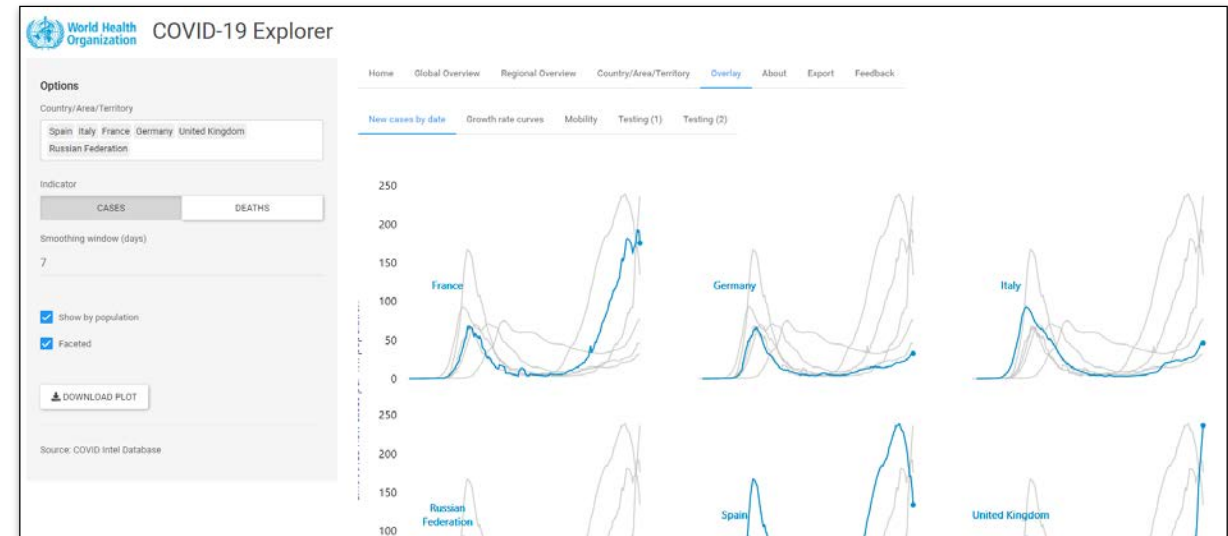 World Health
Organization
COVID-19 Explorer
Options
Country/Area/Territory
Spain Italy France Germany United Kingdom
Russian Federation
Indicator
CASES DEATHS
Smoothing window (days)
7
Show by population
Faceted
DOWNLOAD PLOT
Source: COVID Intel Database
Home Global Overview Regional Overview Country/Area/Territory Overlay About Export Feedback
New cases by date Growth rate curves Mobility Testing (1) Testing (2)
250
200
150
100
50
0
France
Germany
Italy
250
200
150
100
Russian
Federation
Spain
United Kingdom